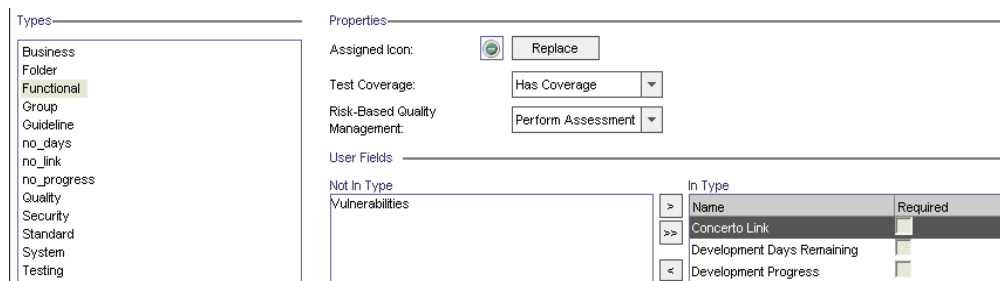 Types
Business
Folder
Functional
Group
Guideline
no_days
no_link
no_progress
Quality
Security
Standard
System
Testing
Properties
Assigned Icon:
Replace
Test Coverage:
Has Coverage
Risk-Based Quality
Management:
Perform Assessment
User Fields
Not In Type
Vulnerabilities
>
>>
<
In Type
Name Required
Concerto Link
Development Days Remaining
Development Progress